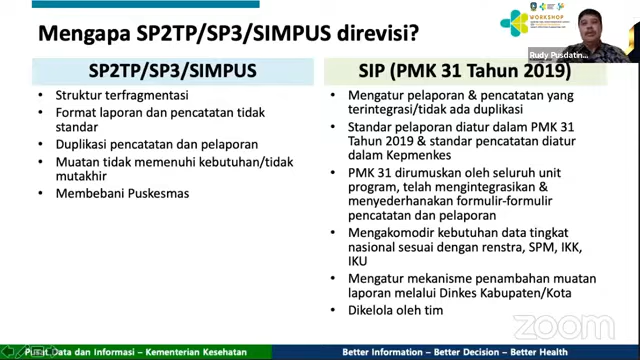 Mengapa SP2TP/SP3/SIMPUS direvisi?
WORKSHOP
Rudy Pusdatin...
SP2TP/SP3/SIMPUS
• Struktur terfragmentasi
• Format laporan dan pencatatan tidak
standar
• Duplikasi pencatatan dan pelaporan
• Muatan tidak memenuhi kebutuhan/tidak
mutakhir
• Membebani Puskesmas
SIP (PMK 31 Tahun 2019)
• Mengatur pelaporan & pencatatan yang
terintegrasi/tidak ada duplikasi
• Standar pelaporan diatur dalam PMK 31
Tahun 2019 & standar pencatatan diatur
dalam Kepmenkes
• PMK 31 dirumuskan oleh seluruh unit
program, telah mengintegrasikan &
menyederhanakan formulir-formulir
pencatatan dan pelaporan
• Mengakomodir kebutuhan data tingkat
nasional sesuai dengan renstra, SPM, IKK,
IKU
• Mengatur mekanisme penambahan muatan
laporan melalui Dinkes Kabupaten/Kota
• Dikelola oleh tim
zoom
Pusat Data dan Informasi – Kementerian Kesehatan
Better Information – Better Decision – Better Health